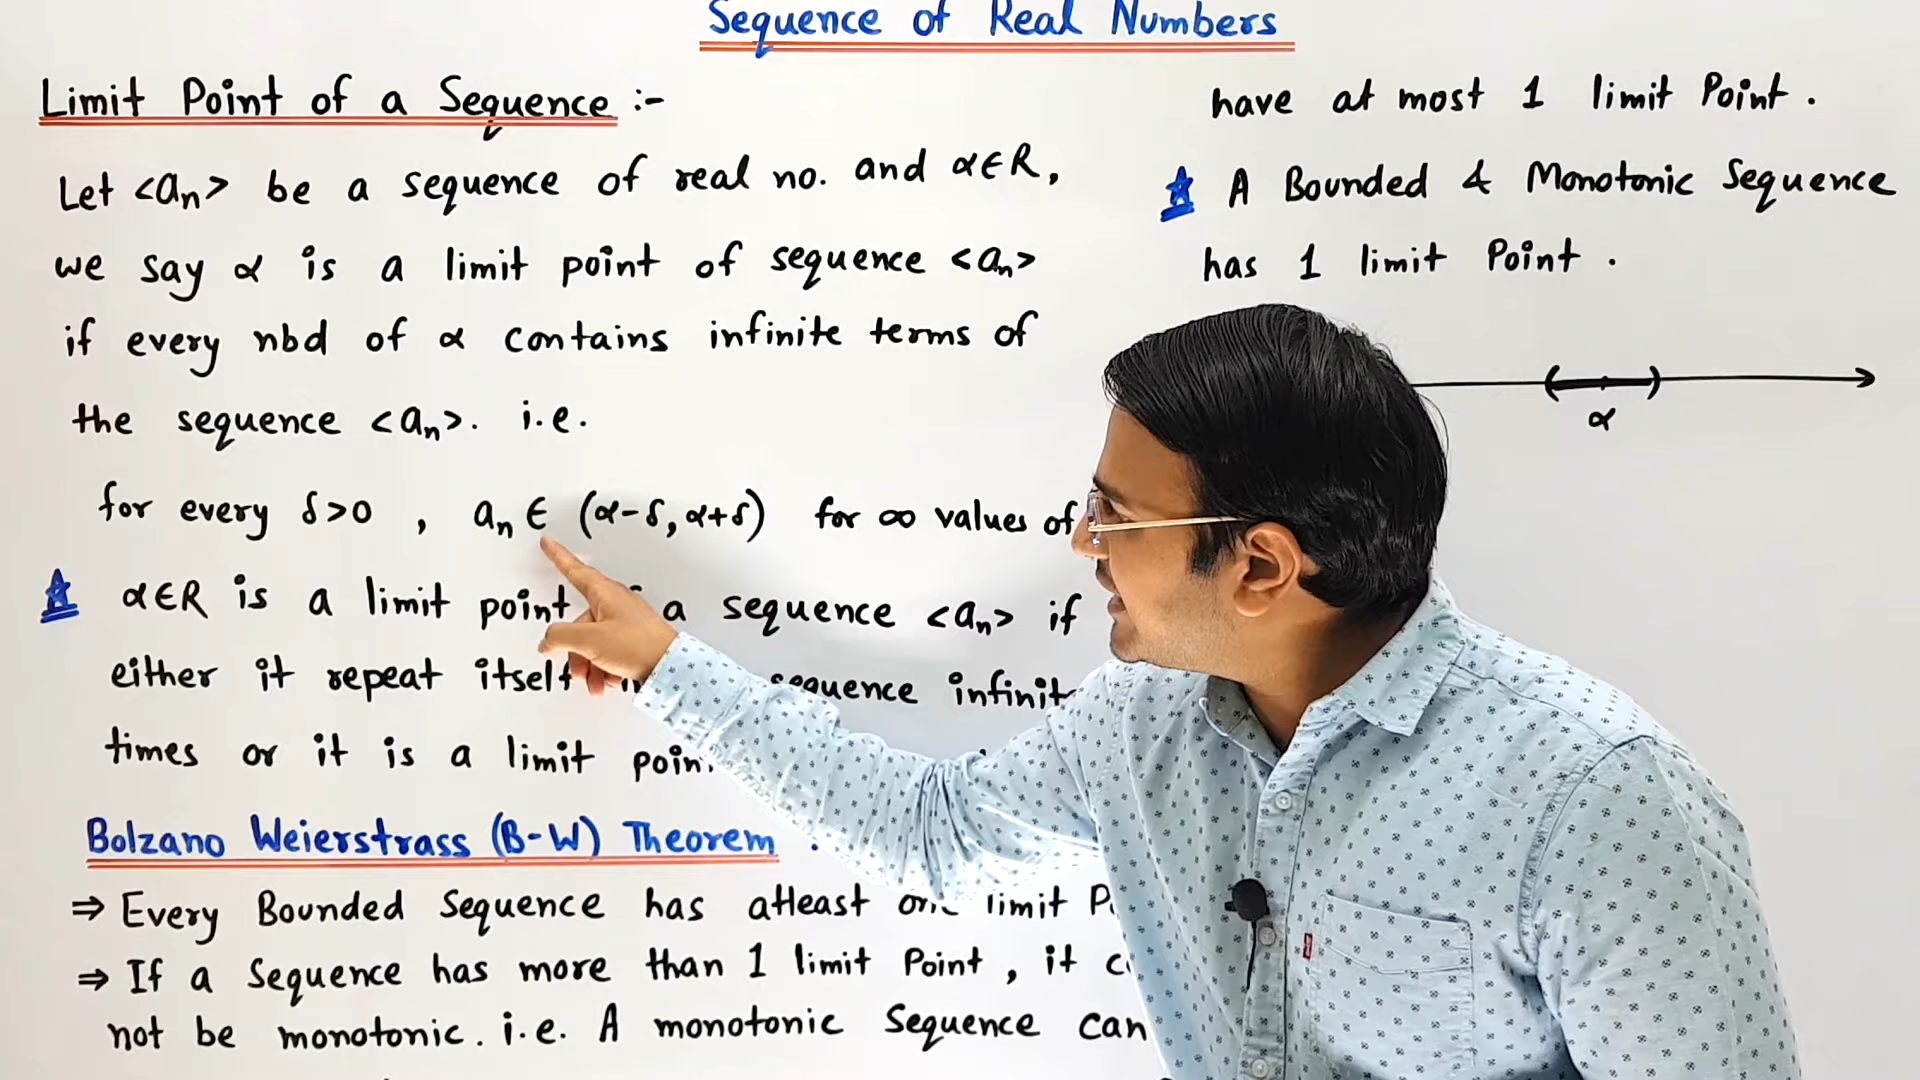 Sequence of Real Numbers
Limit Point of a Sequence :-
Let <aₙ> be a sequence of real no. and α∈R,
we say α is a limit point of sequence <aₙ>
if every nbd of α contains infinite terms of
the sequence <aₙ>. i.e.
for every δ>0 , aₙ ∈ (α-δ, α+δ) for ∞ values of
☆ α∈R is a limit point a sequence <aₙ> if
either it repeat itself sequence
times or it is a limit
Bolzano Weierstrass (B-W) Theorem :
⇒ Every Bounded Sequence has atleast one limit
⇒ If a Sequence has more than 1 limit Point , it
not be monotonic. i.e. A monotonic Sequence can
have at most 1 limit Point .
☆ A Bounded & Monotonic Sequence
has 1 limit Point .
( )
α